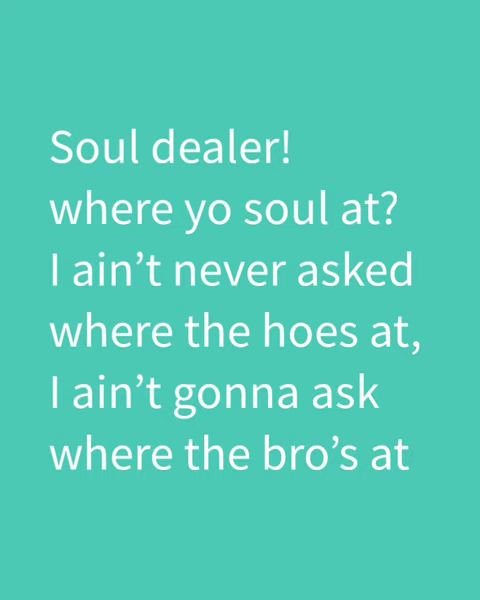 Soul dealer!
where yo soul at?
I ain’t never asked
where the hoes at,
I ain’t gonna ask
where the bro’s at